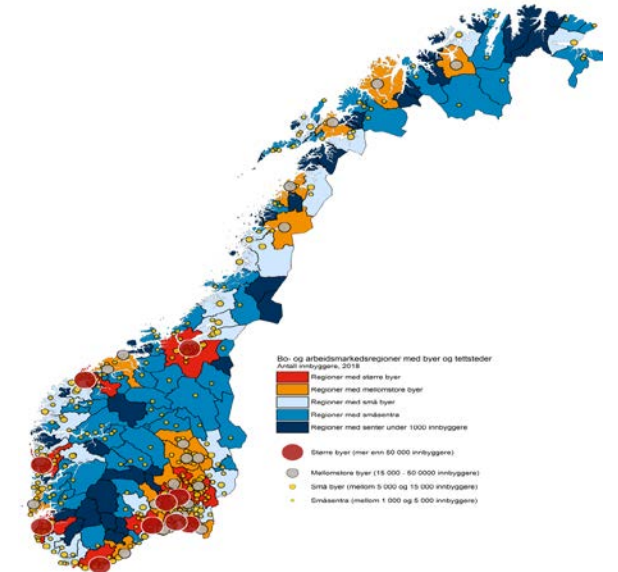 Bo- og arbeidsmarkedsregioner med byer og tettsteder
Antall innbyggere, 2018
Regioner med større byer
Regioner med mellomstore byer
Regioner med små byer
Regioner med småsentra
Regioner med senter under 1000 innbyggere
Større byer (mer enn 50 000 innbyggere)
Mellomstore byer (15 000 - 50 0000 innbyggere)
Små byer (mellom 5 000 og 15 000 innbyggere)
Småsentra (mellom 1 000 og 5 000 innbyggere)